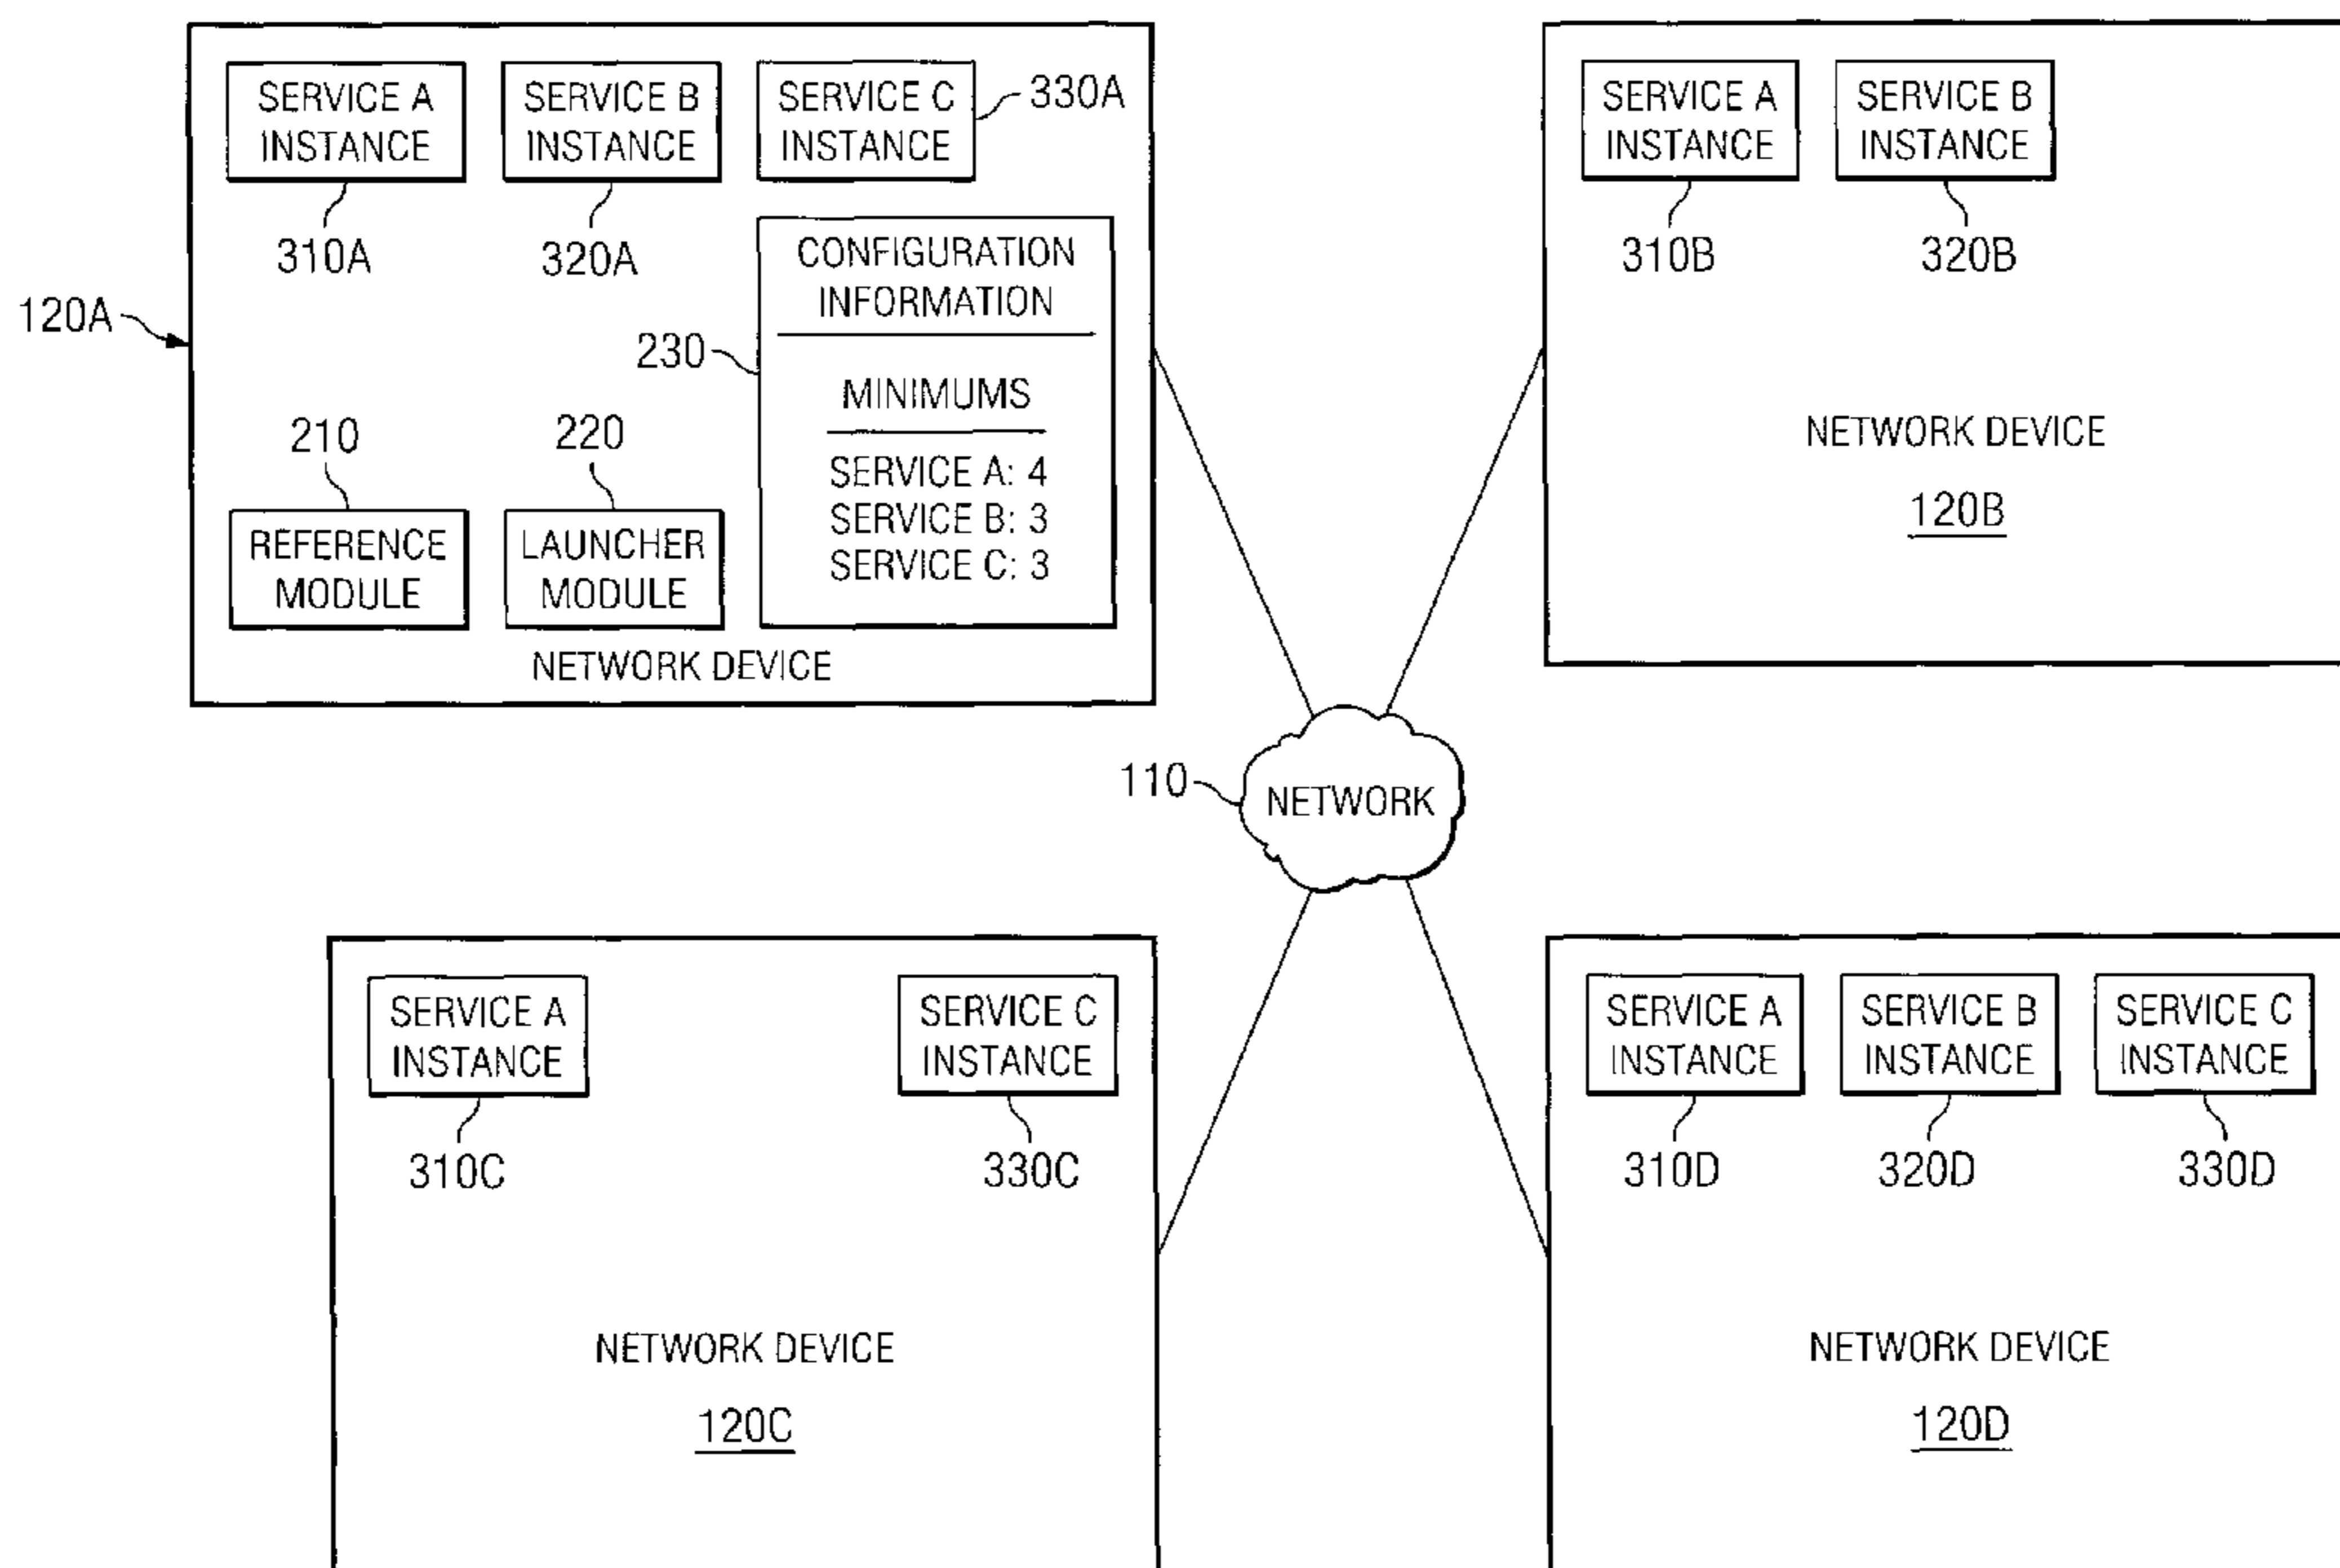 SERVICE A
INSTANCE
310A
SERVICE B
INSTANCE
320A
SERVICE C
INSTANCE
330A
120A
CONFIGURATION
INFORMATION
230
MINIMUMS
SERVICE A: 4
SERVICE B: 3
SERVICE C: 3
210
REFERENCE
MODULE
220
LAUNCHER
MODULE
NETWORK DEVICE
SERVICE A
INSTANCE
310B
SERVICE B
INSTANCE
320B
NETWORK DEVICE
120B
110
NETWORK
SERVICE A
INSTANCE
310C
SERVICE C
INSTANCE
330C
NETWORK DEVICE
120C
SERVICE A
INSTANCE
310D
SERVICE B
INSTANCE
320D
SERVICE C
INSTANCE
330D
NETWORK DEVICE
120D